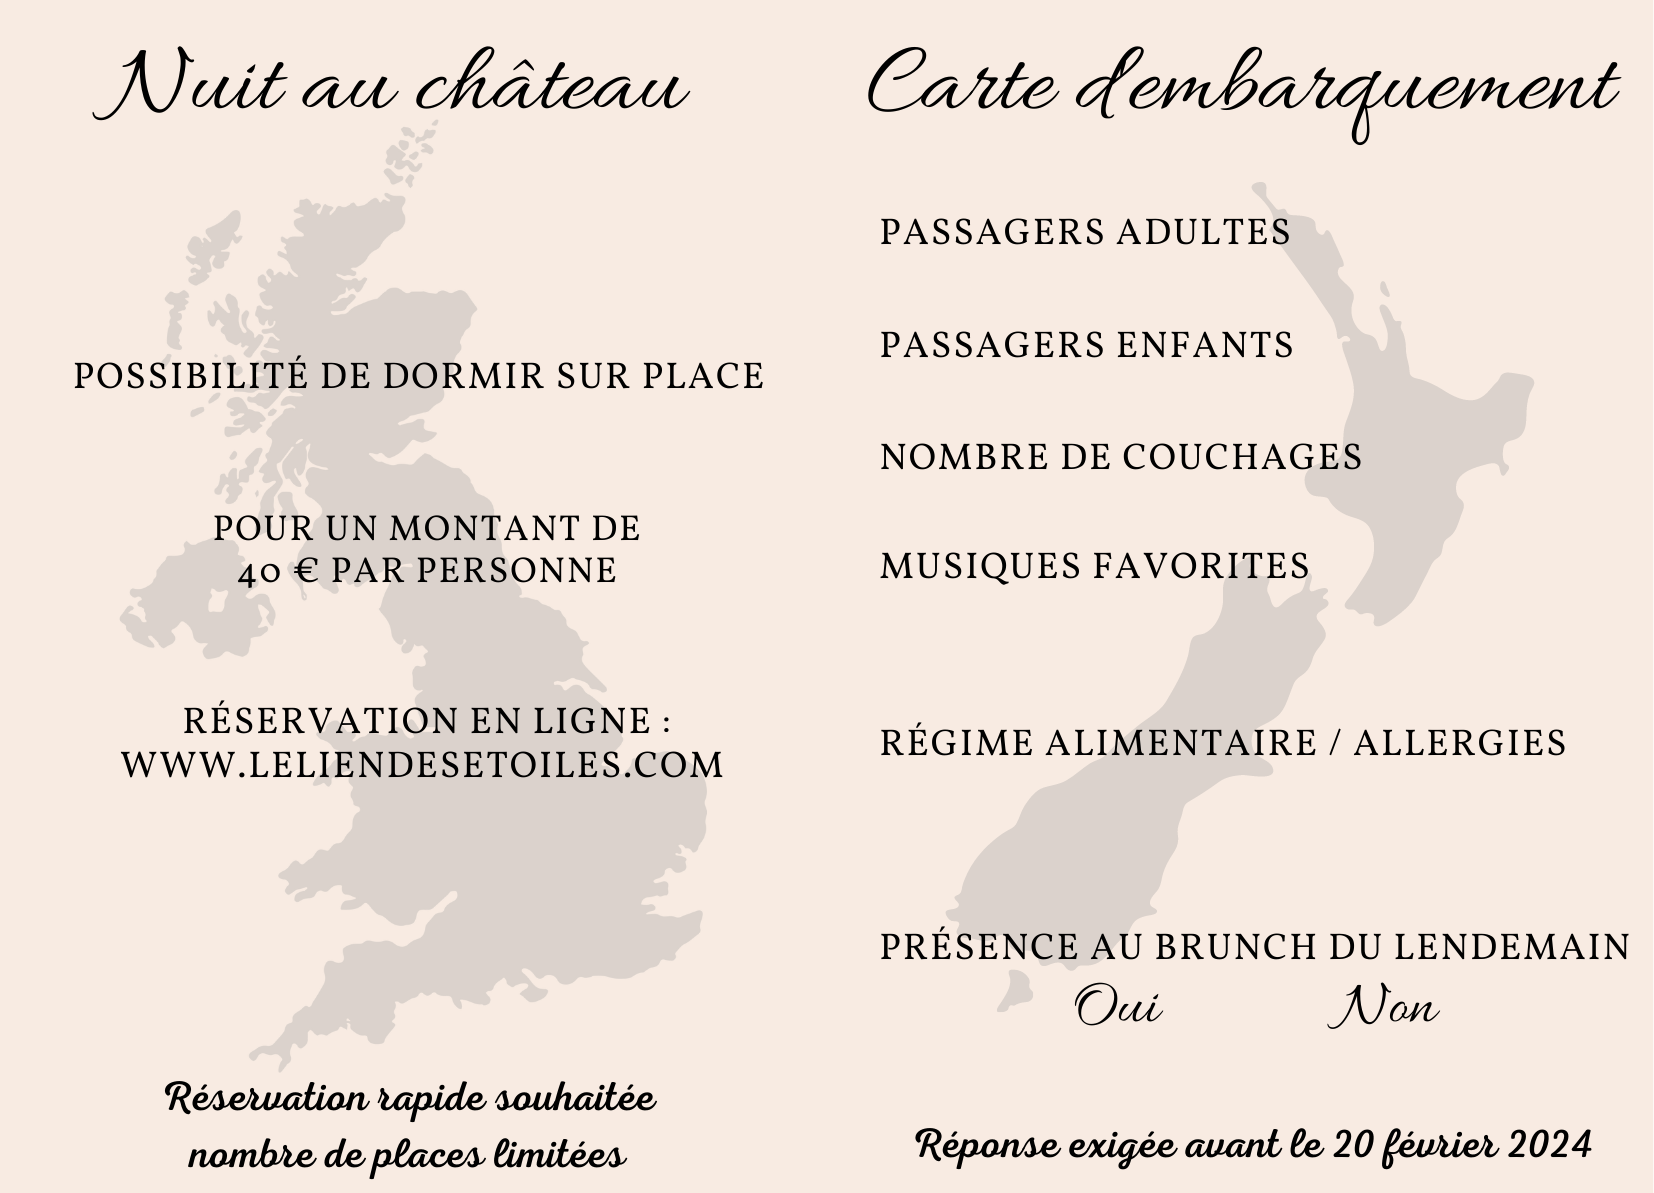 Nuit au château
POSSIBILITÉ DE DORMIR SUR PLACE
POUR UN MONTANT DE
40 € PAR PERSONNE
RÉSERVATION EN LIGNE :
WWW.LELIENDESETOILES.COM
Réservation rapide souhaitée
nombre de places limitées
Carte d'embarquement
PASSAGERS ADULTES
PASSAGERS ENFANTS
NOMBRE DE COUCHAGES
MUSIQUES FAVORITES
RÉGIME ALIMENTAIRE / ALLERGIES
PRÉSENCE AU BRUNCH DU LENDEMAIN
Oui Non
Réponse exigée avant le 20 février 2024